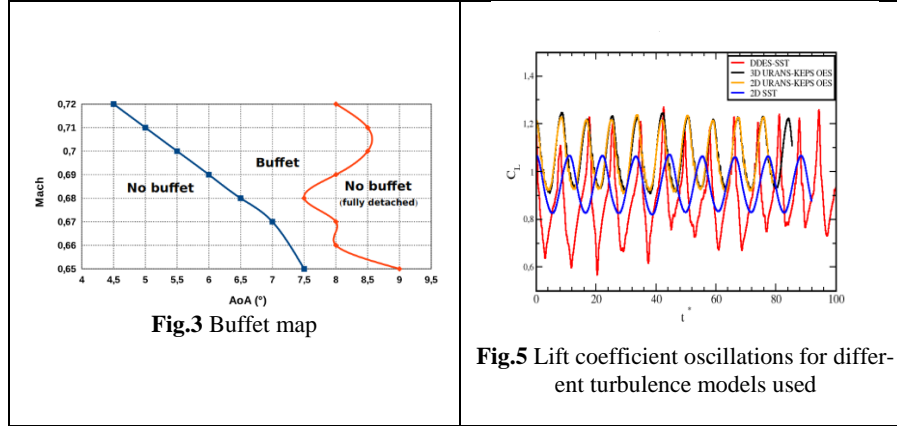 0,72
0,71
0,7
0,69
0,68
0,67
0,66
0,65
Mach
No buffet
Buffet
No buffet
(fully detached)
4 4,5 5 5,5 6 6,5 7 7,5 8 8,5 9 9,5
AoA (°)
Fig.3 Buffet map
DDES-SST
3D URANS-KEPS OES
2D URANS-KEPS OES
2D SST
1,4
1,2
1
0,8
0,6
C_L
0 20 40 60 80 100
t*
Fig.5 Lift coefficient oscillations for differ-
ent turbulence models used